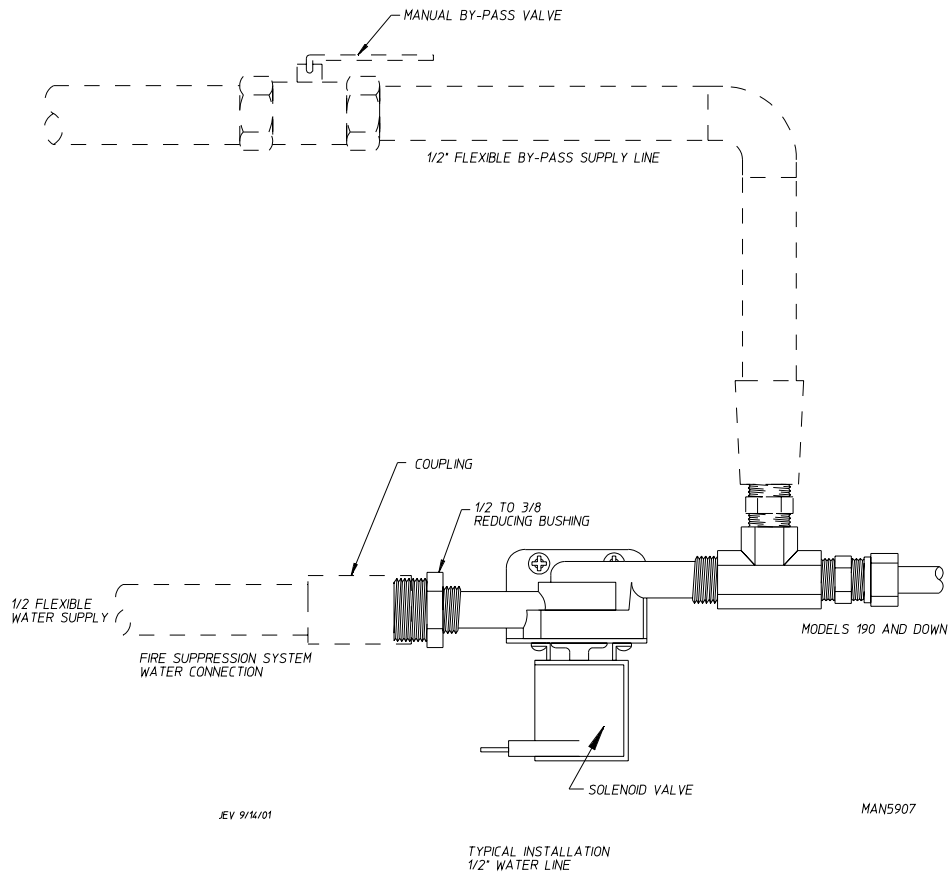 MANUAL BY-PASS VALVE
1/2" FLEXIBLE BY-PASS SUPPLY LINE
COUPLING
1/2 TO 3/8
REDUCING BUSHING
1/2 FLEXIBLE
WATER SUPPLY
MODELS 190 AND DOWN
FIRE SUPPRESSION SYSTEM
WATER CONNECTION
SOLENOID VALVE
JEV 9/14/01
MAN5907
TYPICAL INSTALLATION
1/2" WATER LINE